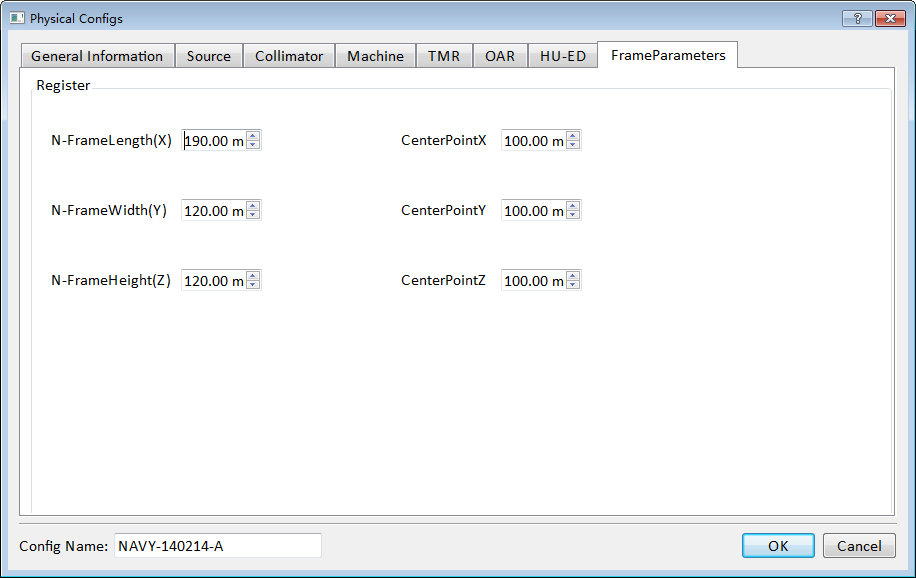 Physical Configs
General Information Source Collimator Machine TMR OAR HU-ED FrameParameters
Register
N-FrameLength(X) 190.00 m CenterPointX 100.00 m
N-FrameWidth(Y) 120.00 m CenterPointY 100.00 m
N-FrameHeight(Z) 120.00 m CenterPointZ 100.00 m
Config Name: NAVY-140214-A OK Cancel